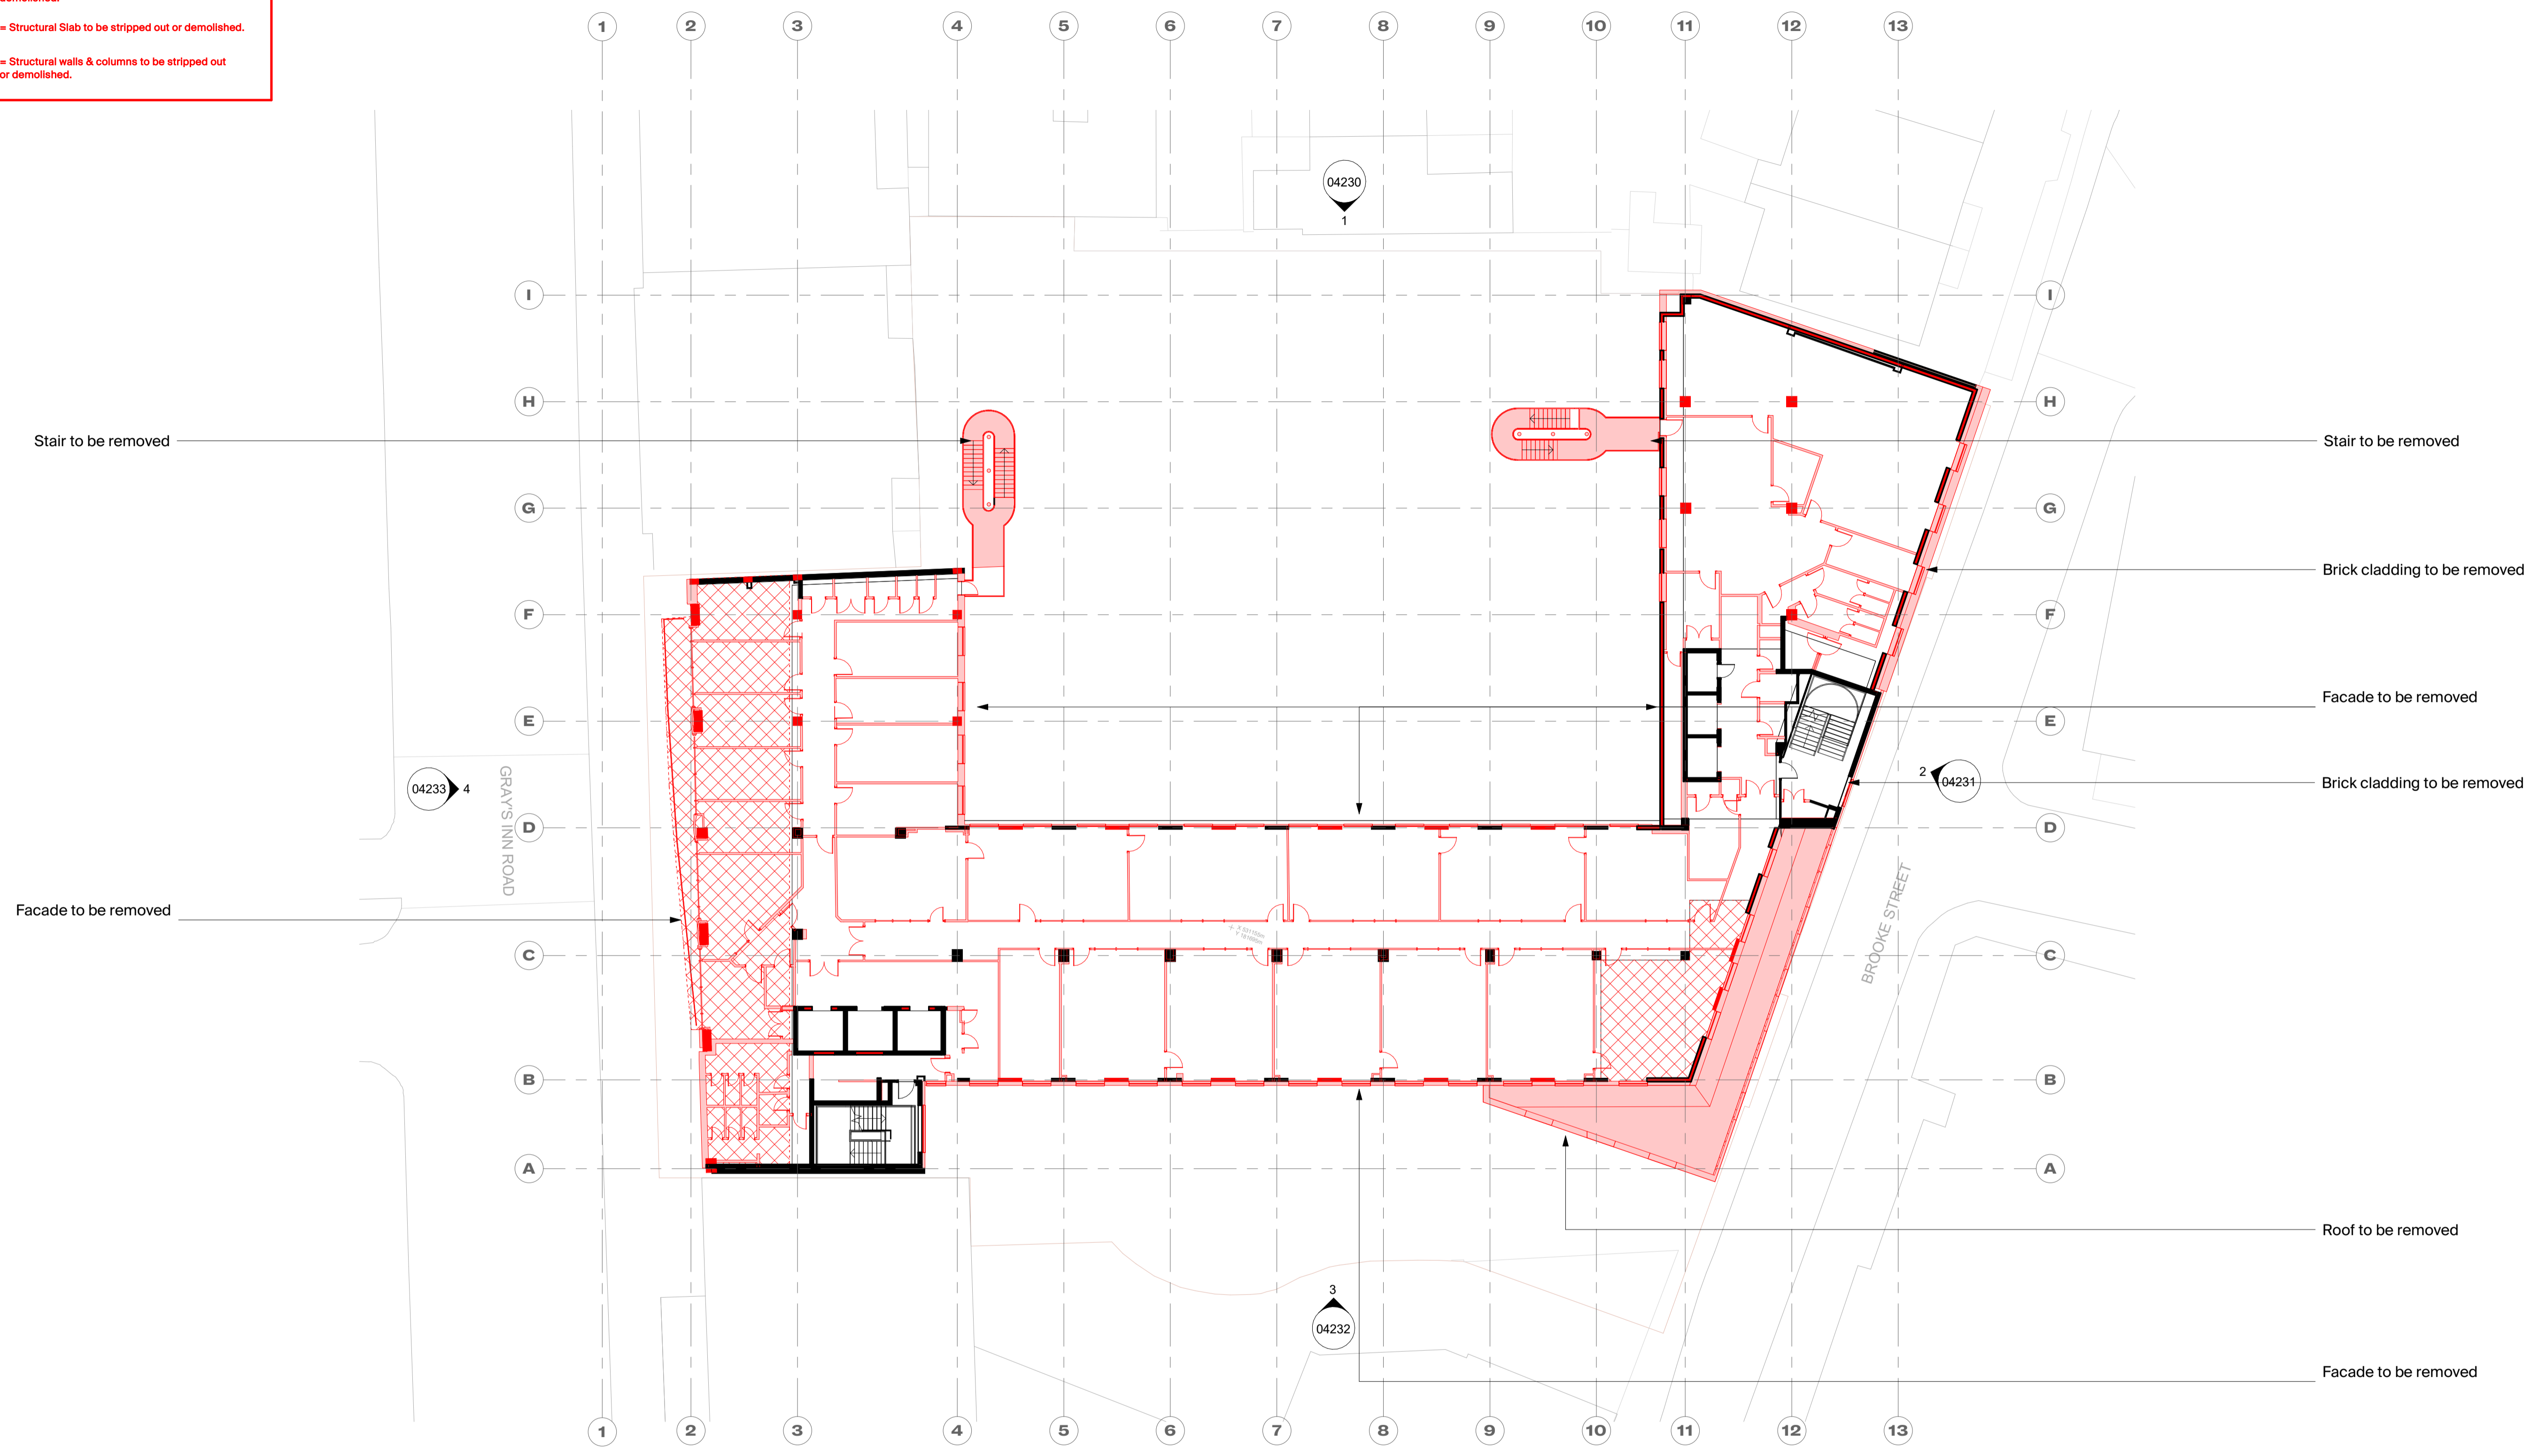 demolished.
= Structural Slab to be stripped out or demolished.
= Structural walls & columns to be stripped out
or demolished.
1 2 3 4 5 6 7 8 9 10 11 12 13
04230
1
I I
H H
Stair to be removed
Stair to be removed
G G
Brick cladding to be removed
F F
Facade to be removed
E E
04233 4
GRAY'S INN ROAD
2 04231
Brick cladding to be removed
D D
Facade to be removed
BROOKE STREET
C C
B B
A A
Roof to be removed
3
04232
Facade to be removed
1 2 3 4 5 6 7 8 9 10 11 12 13